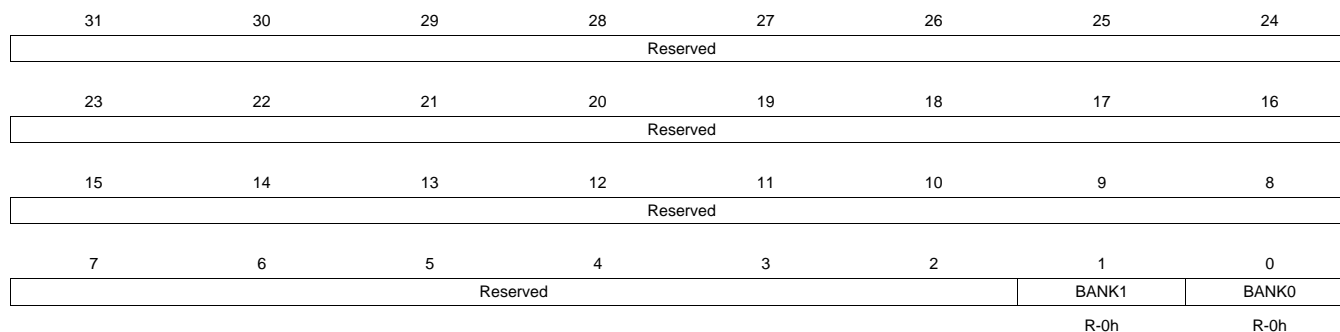 31 30 29 28 27 26 25 24
Reserved
23 22 21 20 19 18 17 16
Reserved
15 14 13 12 11 10 9 8
Reserved
7 6 5 4 3 2 1 0
Reserved BANK1 BANK0
R-0h R-0h